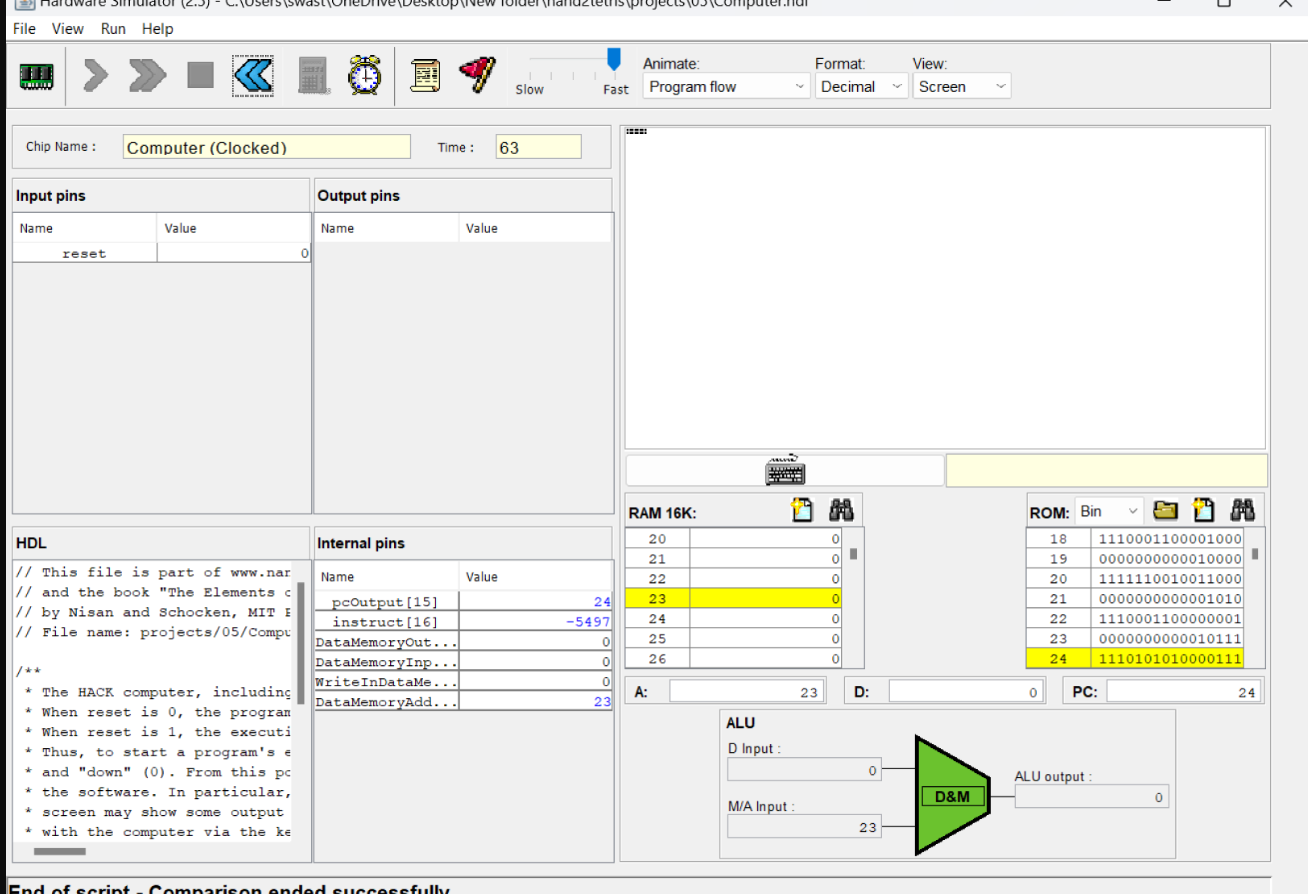 Hardware Simulator (2.5) - C:\Users\swast\OneDrive\Desktop\New folder\nand2tetris\projects\05\Computer.hdl
File View Run Help
Slow Fast
Animate: Format: View:
Program flow Decimal Screen
Chip Name : Computer (Clocked) Time : 63
Input pins
Name Value
reset 0
Output pins
Name Value
HDL
// This file is part of www.nan
// and the book "The Elements o
// by Nisan and Schocken, MIT P
// File name: projects/05/Compu
/**
* The HACK computer, including
* When reset is 0, the program
* When reset is 1, the executi
* Thus, to start a program's e
* and "down" (0). From this po
* the software. In particular,
* screen may show some output
* with the computer via the ke
Internal pins
Name Value
pcOutput[15] 24
instruct[16] -5497
DataMemoryOut... 0
DataMemoryInp... 0
WriteInDataMe... 0
DataMemoryAdd... 23
RAM 16K:
20 0
21 0
22 0
23 0
24 0
25 0
26 0
ROM: Bin
18 1110001100001000
19 0000000000010000
20 1111110010011000
21 0000000000001010
22 1110001100000001
23 0000000000010111
24 1110101010000111
A: 23 D: 0 PC: 24
ALU
D Input :
0
M/A Input :
23
D&M
ALU output :
0
End of script - Comparison ended successfully